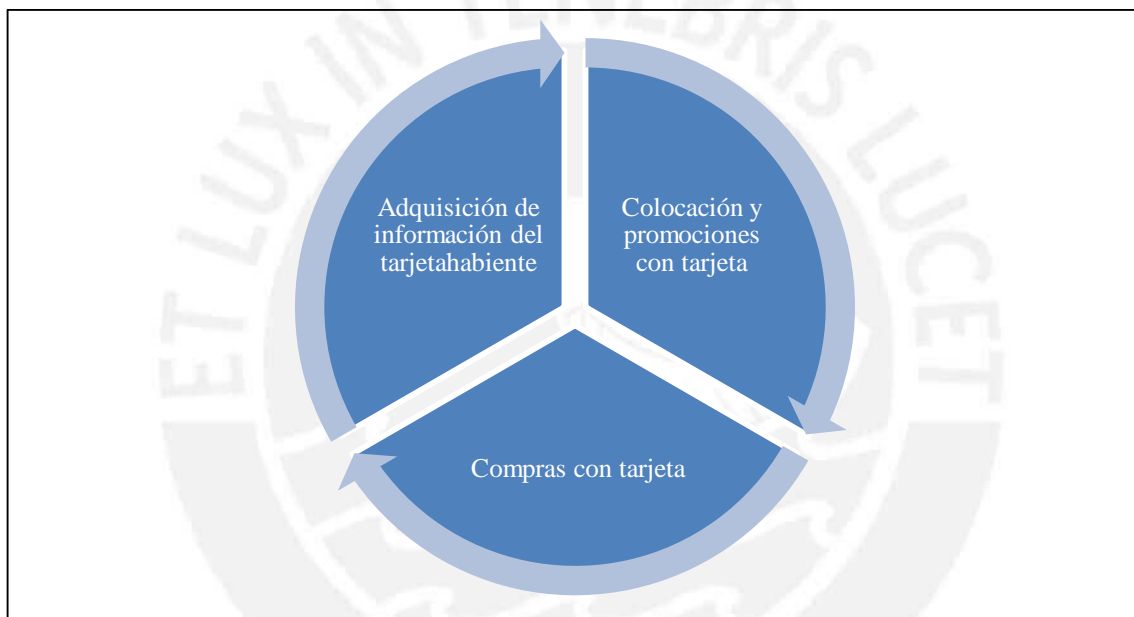 ET LUX IN TENEBRIS LUCET
Adquisición de
información del
tarjetahabiente
Colocación y
promociones
con tarjeta
Compras con tarjeta